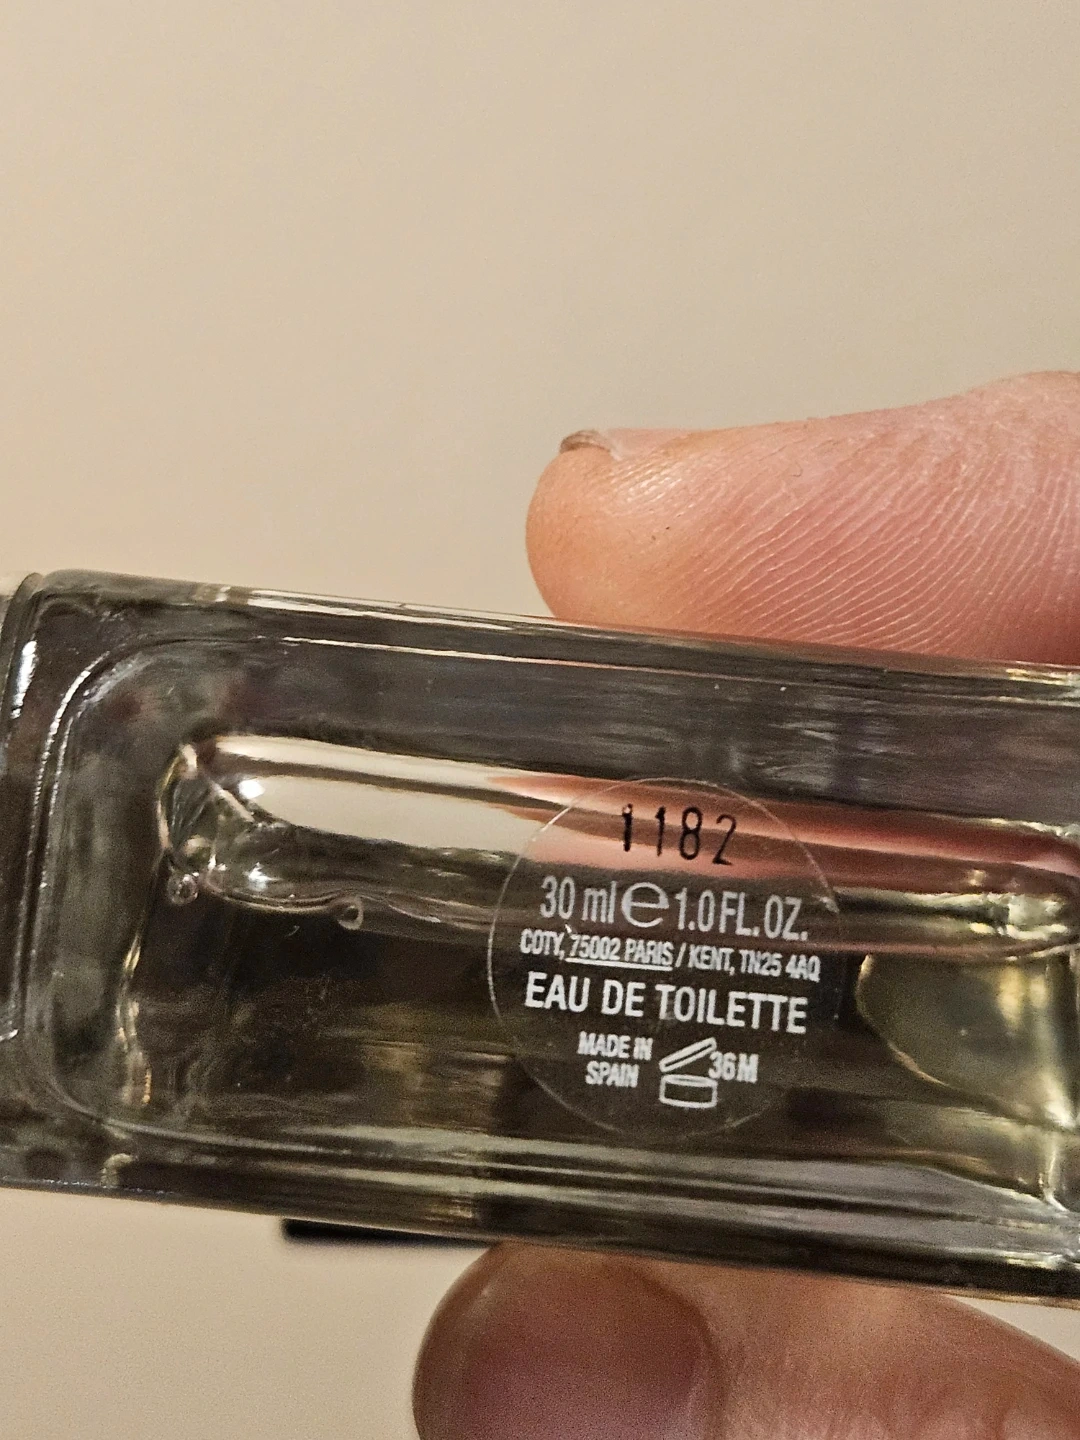 1182
30 ml e 1.0 FL. OZ.
COTY, 75002 PARIS / KENT, TN25 4AQ
EAU DE TOILETTE
MADE IN
SPAIN
36M